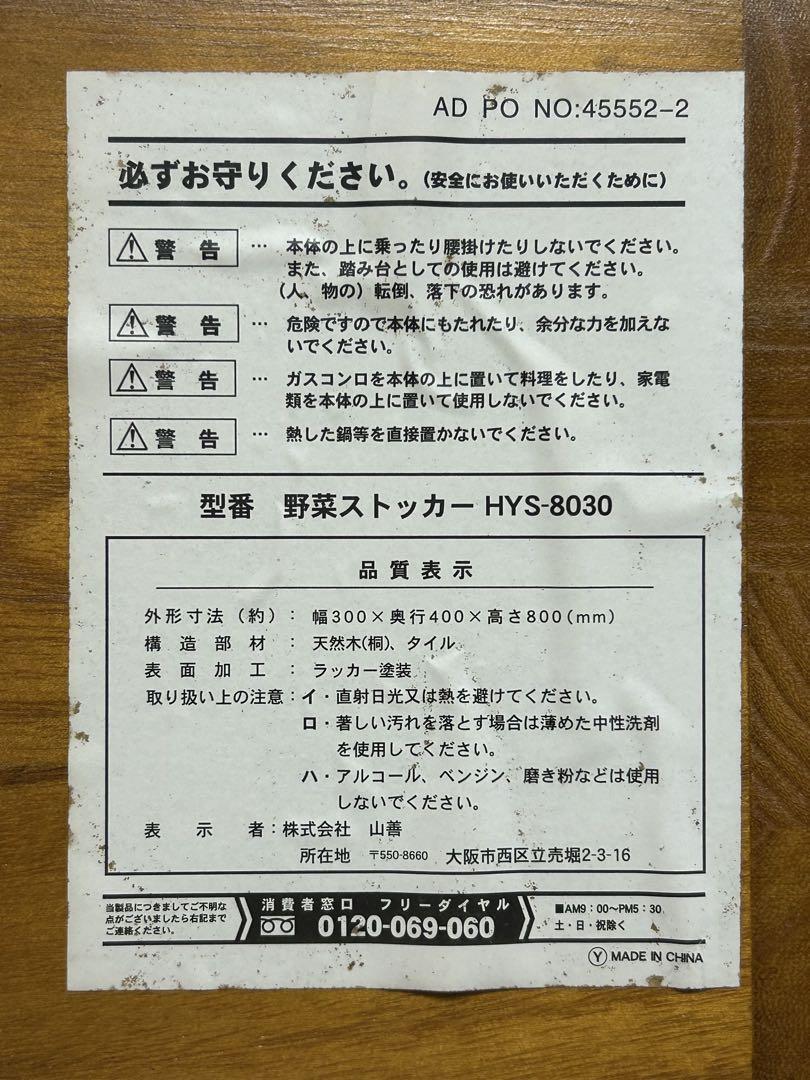 AD PO NO:45552-2
必ずお守りください。(安全にお使いいただくために)
⚠警告 … 本体の上に乗ったり腰掛けたりしないでください。
また、踏み台としての使用は避けてください。
(人、物の)転倒、落下の恐れがあります。
⚠警告 … 危険ですので本体にもたれたり、余分な力を加えな
いでください。
⚠警告 … ガスコンロを本体の上に置いて料理をしたり、家電
類を本体の上に置いて使用しないでください。
⚠警告 … 熱した鍋等を直接置かないでください。
型番 野菜ストッカー HYS-8030
品質表示
外形寸法(約): 幅300×奥行400×高さ800(mm)
構造部材: 天然木(桐)、タイル
表面加工: ラッカー塗装
取り扱い上の注意:イ・直射日光又は熱を避けてください。
ロ・著しい汚れを落とす場合は薄めた中性洗剤
を使用してください。
ハ・アルコール、ベンジン、磨き粉などは使用
しないでください。
表示者:株式会社 山善
所在地 〒550-8660 大阪市西区立売堀2-3-16
当製品につきましてご不明な
点がございましたら右記まで
ご連絡ください。
消費者窓口 フリーダイヤル
0120-069-060
■AM9:00〜PM5:30
土・日・祝除く
Ⓨ MADE IN CHINA